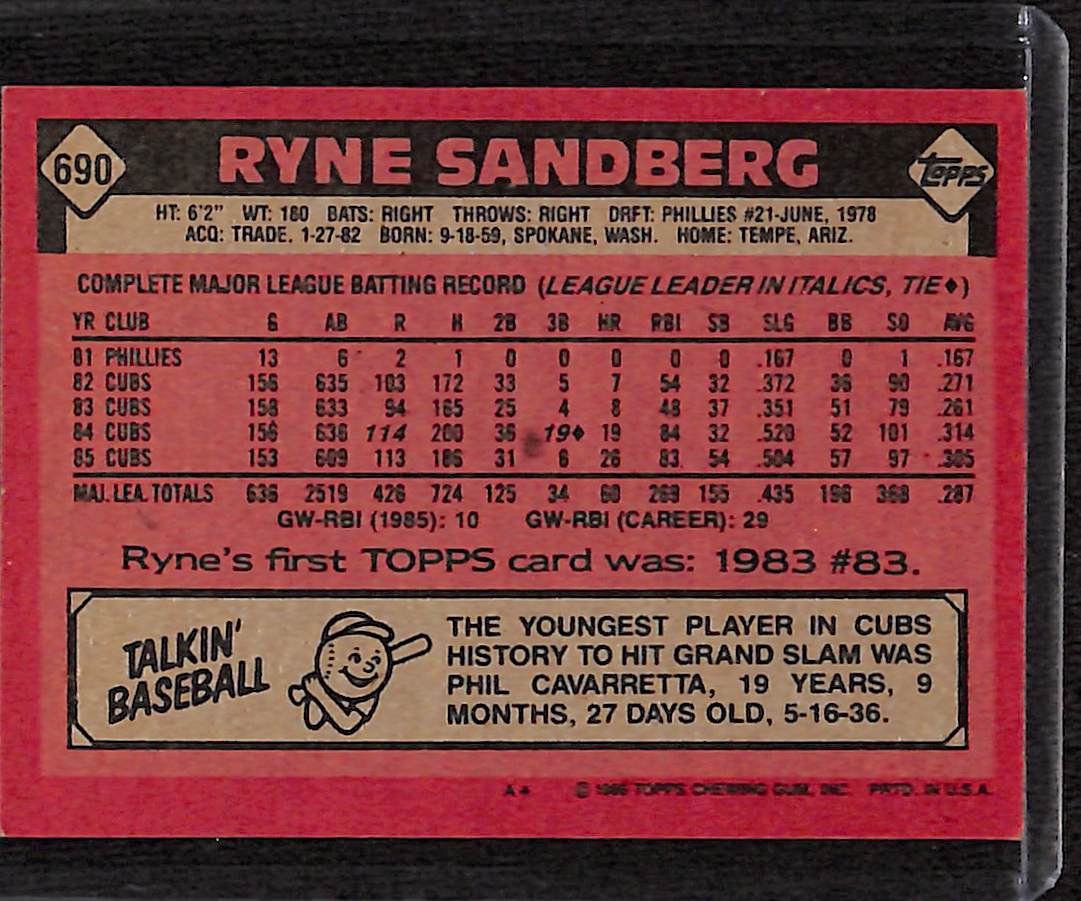 690
RYNE SANDBERG
TOPPS
HT: 6'2" WT: 180 BATS: RIGHT THROWS: RIGHT DRFT: PHILLIES #21-JUNE, 1978
ACQ: TRADE, 1-27-82 BORN: 9-18-59, SPOKANE, WASH. HOME: TEMPE, ARIZ.
COMPLETE MAJOR LEAGUE BATTING RECORD (LEAGUE LEADER IN ITALICS, TIE♦)
YR CLUB G AB R H 2B 3B HR RBI SB SLG BB SO AVG
81 PHILLIES 13 6 2 1 0 0 0 0 0 .167 0 1 .167
82 CUBS 156 635 103 172 33 5 7 54 32 .372 36 90 .271
83 CUBS 158 633 94 165 25 4 8 48 37 .351 51 79 .261
84 CUBS 156 636 114 200 36 19♦ 19 84 32 .520 52 101 .314
85 CUBS 153 609 113 186 31 6 26 83 54 .504 57 97 .305
MAJ. LEA. TOTALS 636 2519 426 724 125 34 60 269 155 .435 196 368 .287
GW-RBI (1985): 10 GW-RBI (CAREER): 29
Ryne's first TOPPS card was: 1983 #83.
TALKIN'
BASEBALL
THE YOUNGEST PLAYER IN CUBS
HISTORY TO HIT GRAND SLAM WAS
PHIL CAVARRETTA, 19 YEARS, 9
MONTHS, 27 DAYS OLD, 5-16-36.
A* © 1986 TOPPS CHEWING GUM, INC. PRTD. IN U.S.A.